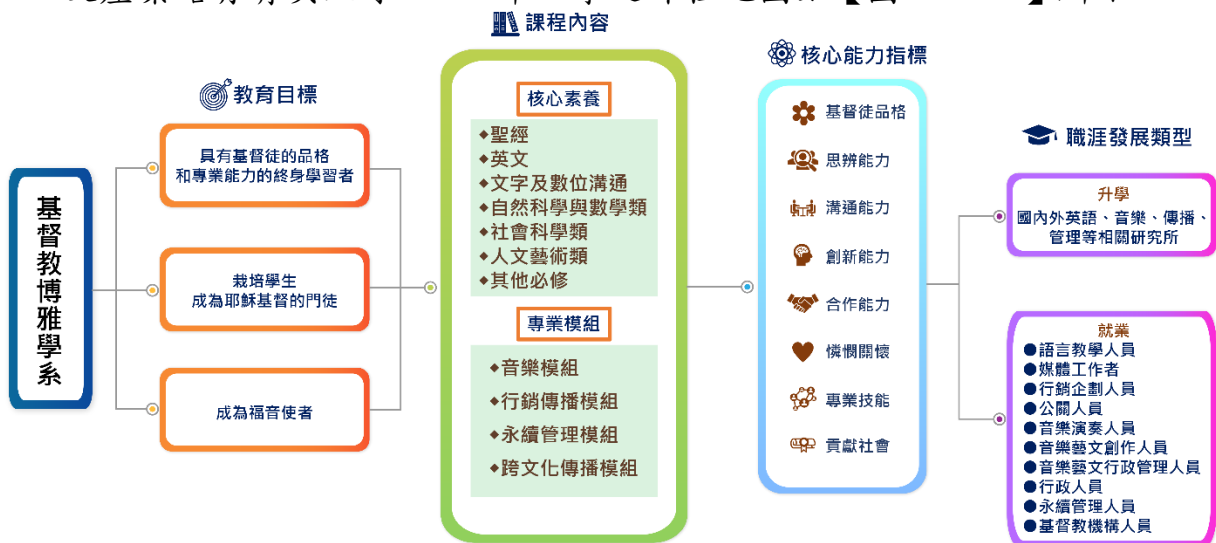 課程內容
核心能力指標
教育目標
職涯發展類型
基督教博雅學系
具有基督徒的品格
和專業能力的終身學習者
栽培學生
成為耶穌基督的門徒
成為福音使者
核心素養
◆聖經
◆英文
◆文字及數位溝通
◆自然科學與數學類
◆社會科學類
◆人文藝術類
◆其他必修
專業模組
◆音樂模組
◆行銷傳播模組
◆永續管理模組
◆跨文化傳播模組
基督徒品格
思辨能力
溝通能力
創新能力
合作能力
憐憫關懷
專業技能
貢獻社會
升學
國內外英語、音樂、傳播、
管理等相關研究所
就業
●語言教學人員
●媒體工作者
●行銷企劃人員
●公關人員
●音樂演奏人員
●音樂藝文創作人員
●音樂藝文行政管理人員
●行政人員
●永續管理人員
●基督教機構人員